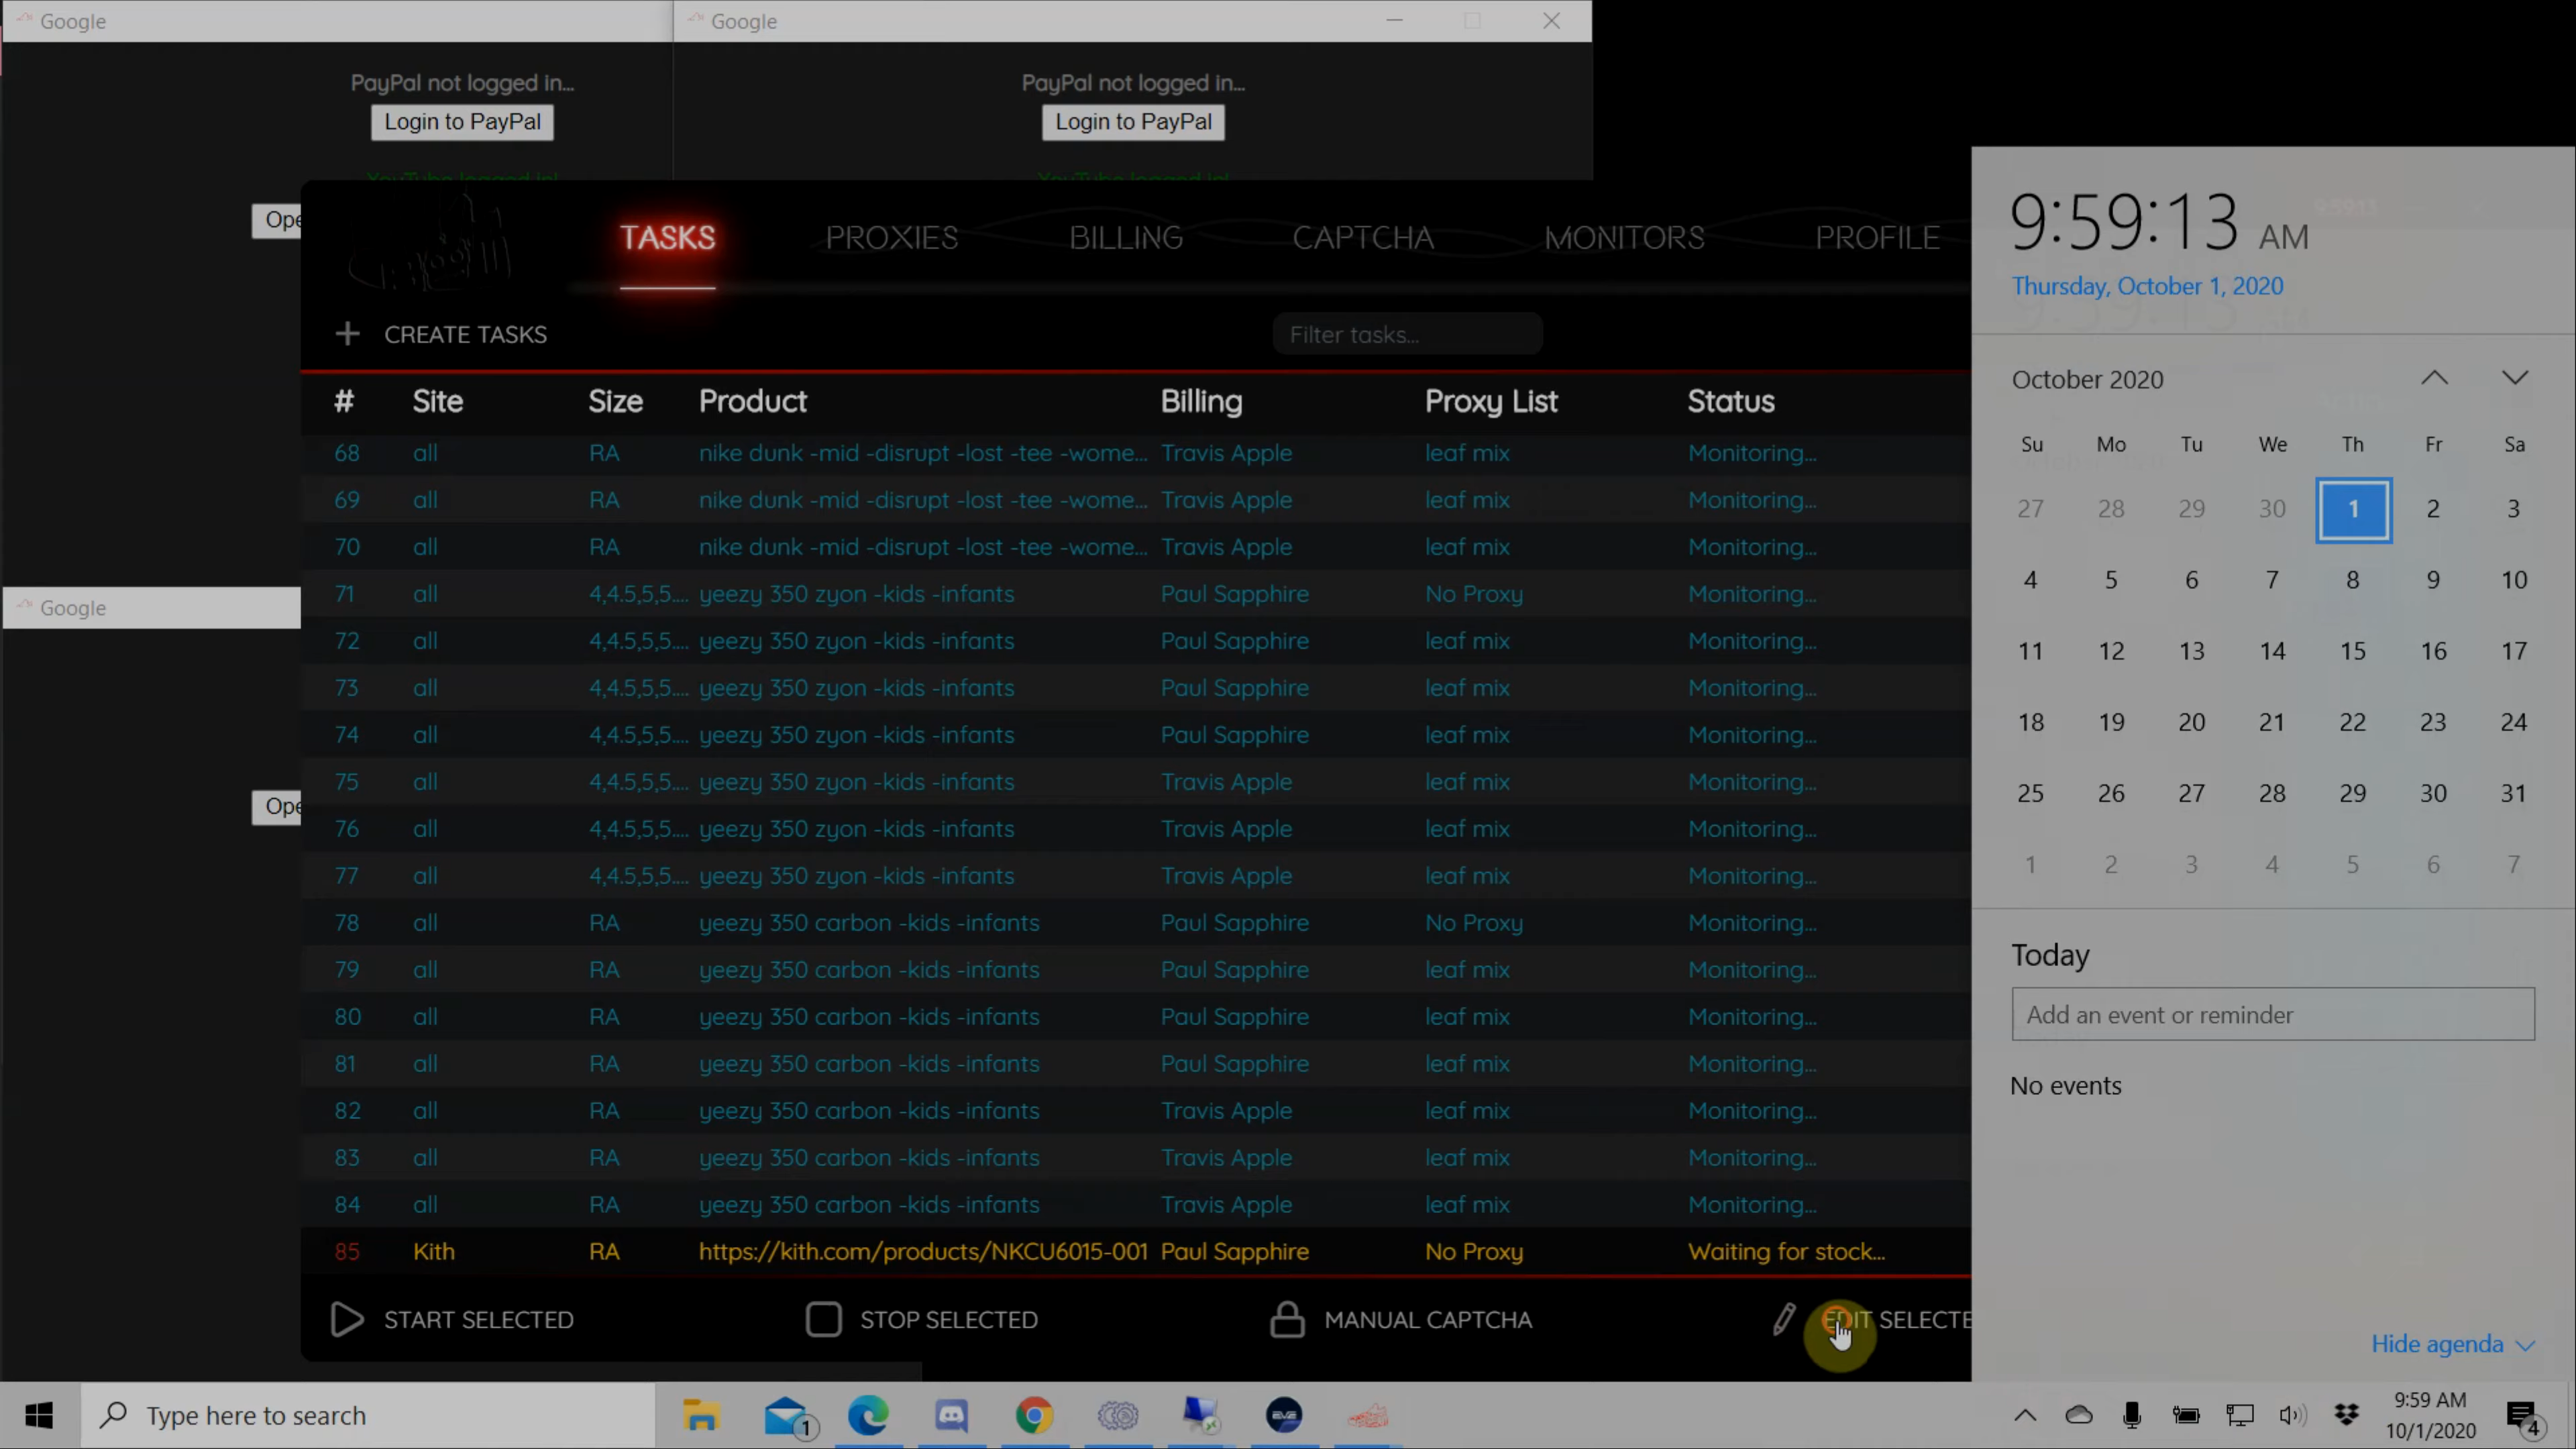 Google
Google
PayPal not logged in...
PayPal not logged in...
Login to PayPal
Login to PayPal
YouTube logged in!
YouTube logged in!
Ope
TASKS PROXIES BILLING CAPTCHA MONITORS PROFILE
CREATE TASKS
Filter tasks...
# Site Size Product Billing Proxy List Status
68 all RA nike dunk -mid -disrupt -lost -tee -wome... Travis Apple leaf mix Monitoring...
69 all RA nike dunk -mid -disrupt -lost -tee -wome... Travis Apple leaf mix Monitoring...
70 all RA nike dunk -mid -disrupt -lost -tee -wome... Travis Apple leaf mix Monitoring...
71 all 4,4.5,5,5.... yeezy 350 zyon -kids -infants Paul Sapphire No Proxy Monitoring...
72 all 4,4.5,5,5.... yeezy 350 zyon -kids -infants Paul Sapphire leaf mix Monitoring...
73 all 4,4.5,5,5.... yeezy 350 zyon -kids -infants Paul Sapphire leaf mix Monitoring...
74 all 4,4.5,5,5.... yeezy 350 zyon -kids -infants Paul Sapphire leaf mix Monitoring...
75 all 4,4.5,5,5.... yeezy 350 zyon -kids -infants Travis Apple leaf mix Monitoring...
76 all 4,4.5,5,5.... yeezy 350 zyon -kids -infants Travis Apple leaf mix Monitoring...
77 all 4,4.5,5,5.... yeezy 350 zyon -kids -infants Travis Apple leaf mix Monitoring...
78 all RA yeezy 350 carbon -kids -infants Paul Sapphire No Proxy Monitoring...
79 all RA yeezy 350 carbon -kids -infants Paul Sapphire leaf mix Monitoring...
80 all RA yeezy 350 carbon -kids -infants Paul Sapphire leaf mix Monitoring...
81 all RA yeezy 350 carbon -kids -infants Paul Sapphire leaf mix Monitoring...
82 all RA yeezy 350 carbon -kids -infants Travis Apple leaf mix Monitoring...
83 all RA yeezy 350 carbon -kids -infants Travis Apple leaf mix Monitoring...
84 all RA yeezy 350 carbon -kids -infants Travis Apple leaf mix Monitoring...
85 Kith RA https://kith.com/products/NKCU6015-001 Paul Sapphire No Proxy Waiting for stock...
START SELECTED STOP SELECTED MANUAL CAPTCHA EDIT SELECTE
Google
Ope
9:59:13 AM
Thursday, October 1, 2020
October 2020
Su Mo Tu We Th Fr Sa
27 28 29 30 1 2 3
4 5 6 7 8 9 10
11 12 13 14 15 16 17
18 19 20 21 22 23 24
25 26 27 28 29 30 31
1 2 3 4 5 6 7
Today
Add an event or reminder
No events
Hide agenda
Type here to search
1
EVE
9:59 AM
10/1/2020
4